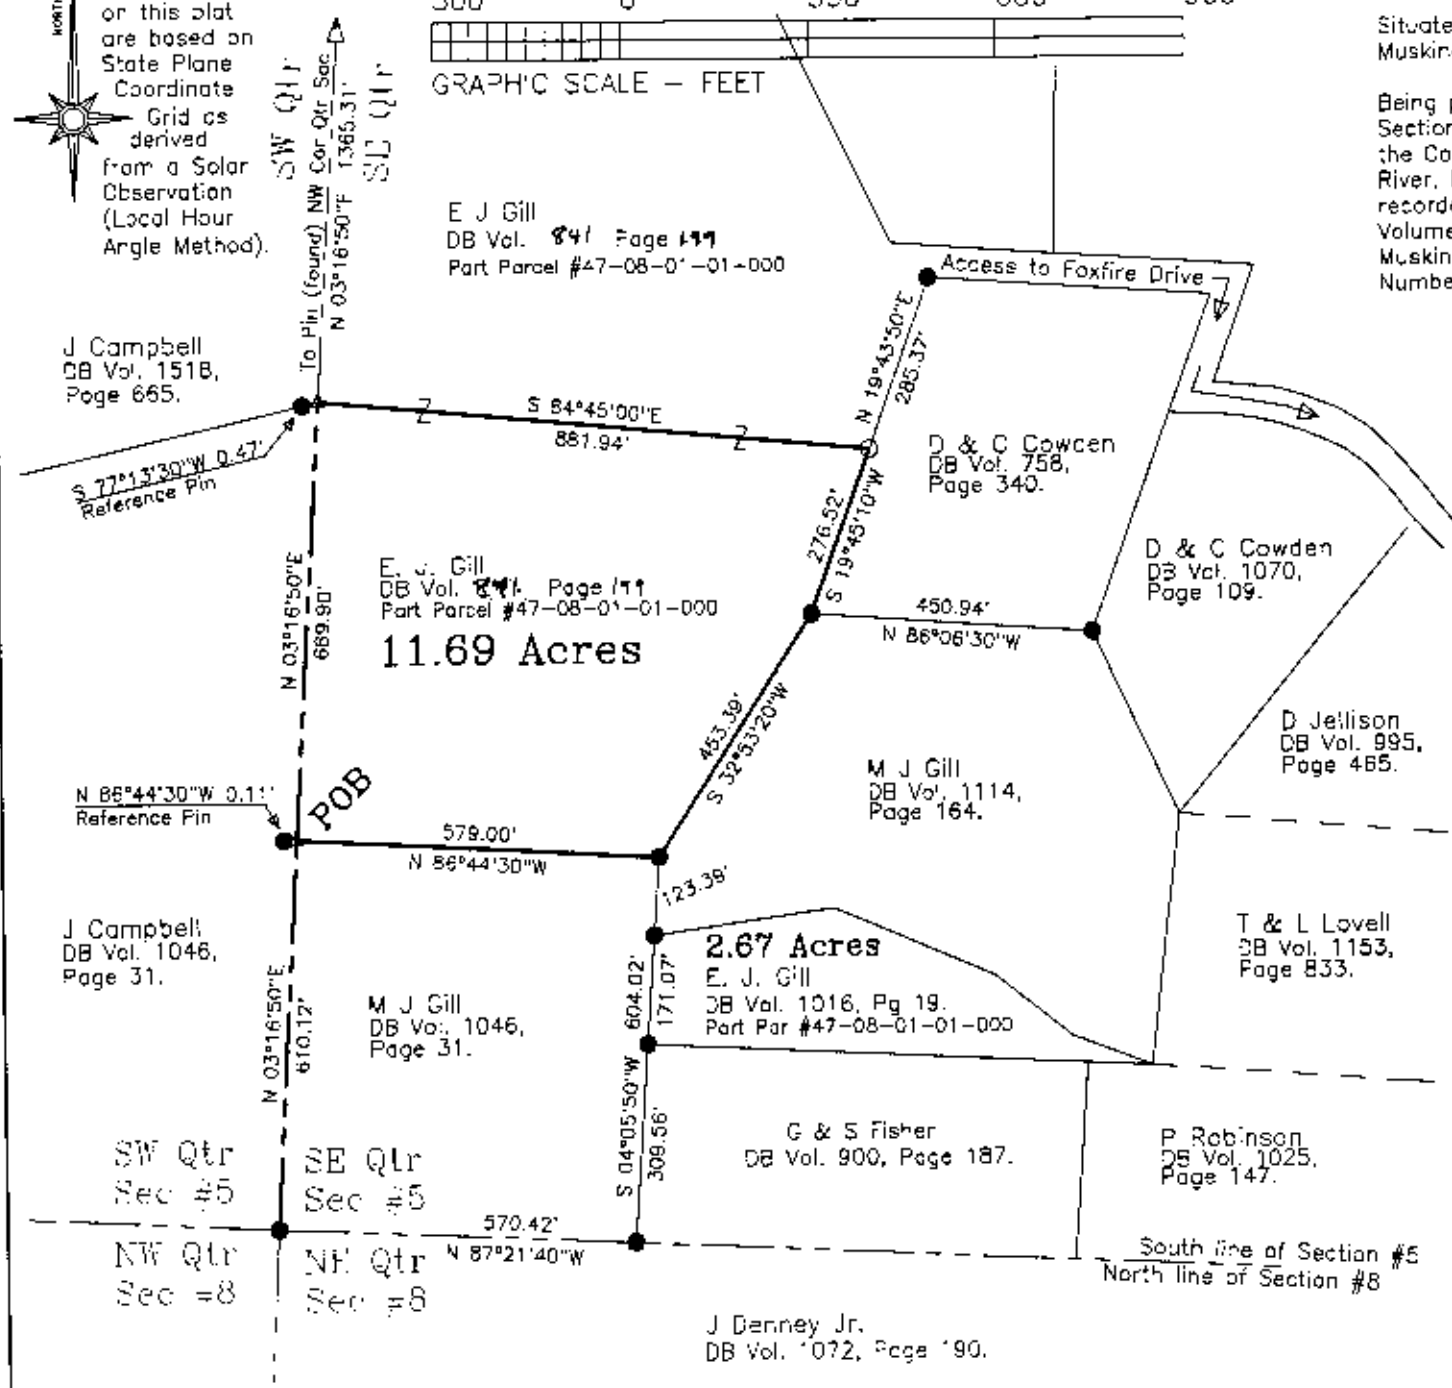 NORTH
on this plat
are based on
State Plane
Coordinate
Grid as
derived
from a Solar
Observation
(Local Hour
Angle Method).
SW Qtr
SE Qtr
To Pin (found) NW Cor Qtr Sec
N 03°16'50"E 1365.31'
300 0 600
GRAPHIC SCALE - FEET
Situate
Muskin
Being p
Section
the Co
River,
recorde
Volume
Muskin
Numbe
E J Gill
DB Vol. 841 Page 199
Part Parcel #47-08-01-01-000
Access to Foxfire Drive
J Campbell
DB Vol. 1518,
Page 665.
S 77°13'30"W 0.47'
Reference Pin
S 84°45'00"E
881.94'
N 19°43'50"E
285.37'
D & C Cowden
DB Vol. 758,
Page 340.
276.52'
S 19°45'10"W
D & C Cowden
DB Vol. 1070,
Page 109.
E. J. Gill
DB Vol. 841 Page 199
Part Parcel #47-08-01-01-000
11.69 Acres
N 03°16'50"E
689.90'
450.94'
N 86°06'30"W
453.39'
S 32°53'20"W
D Jellison
DB Vol. 995,
Page 465.
M J Gill
DB Vol. 1114,
Page 164.
N 86°44'30"W 0.11'
Reference Pin
POB
579.00'
N 86°44'30"W
123.39'
J Campbell
DB Vol. 1046,
Page 31.
2.67 Acres
E. J. Gill
DB Vol. 1016, Pg 19.
Part Par #47-08-01-01-000
T & L Lovell
DB Vol. 1153,
Page 833.
N 03°16'50"E
610.12'
M J Gill
DB Vol. 1046,
Page 31.
604.02'
171.07'
S 04°05'50"W
309.56'
G & S Fisher
DB Vol. 900, Page 187.
P Robinson
DB Vol. 1025,
Page 147.
SW Qtr
Sec #5
SE Qtr
Sec #5
NW Qtr
Sec #8
NE Qtr
Sec #8
570.42'
N 87°21'40"W
South line of Section #5
North line of Section #8
J Denney Jr.
DB Vol. 1072, Page 190.